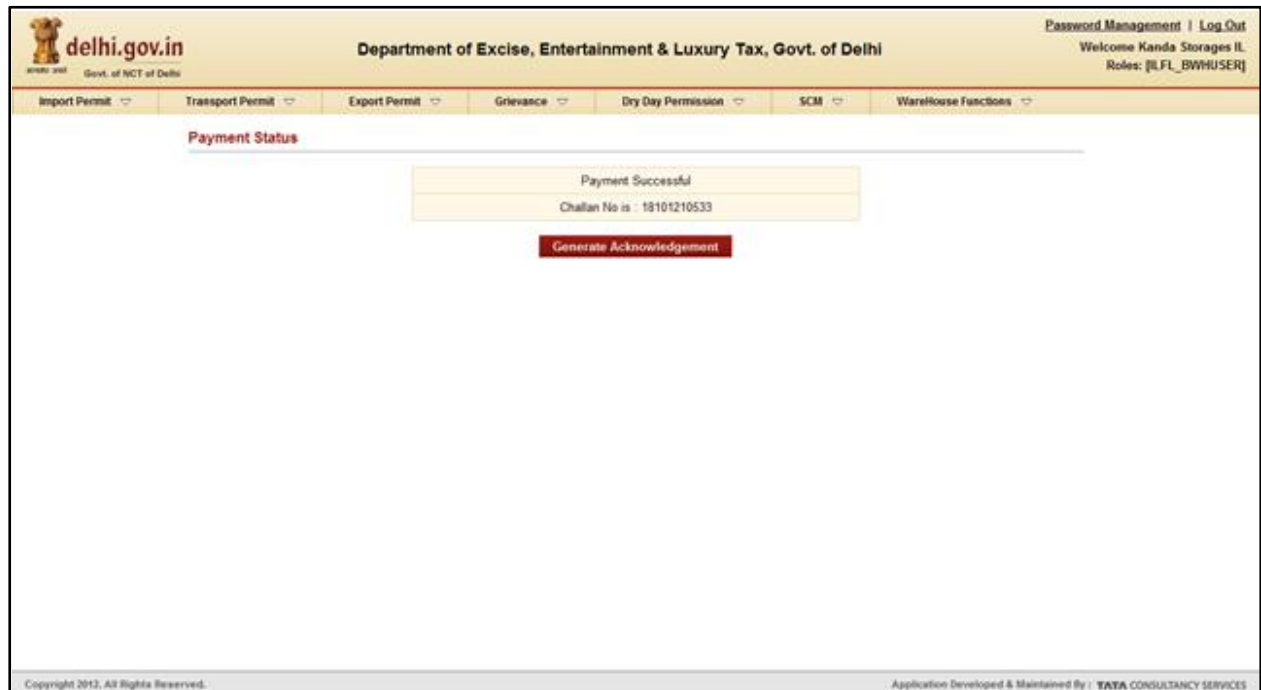 Password Management | Log Out
delhi.gov.in
Department of Excise, Entertainment & Luxury Tax, Govt. of Delhi
Welcome Kanda Storages IL
Govt. of NCT of Delhi
Roles: [ILFL_BWHUSER]
Import Permit
Transport Permit
Export Permit
Grievance
Dry Day Permission
SCM
WareHouse Functions
Payment Status
Payment Successful
Challan No is : 18101210533
Generate Acknowledgement
Copyright 2012, All Rights Reserved.
Application Developed & Maintained By : TATA CONSULTANCY SERVICES